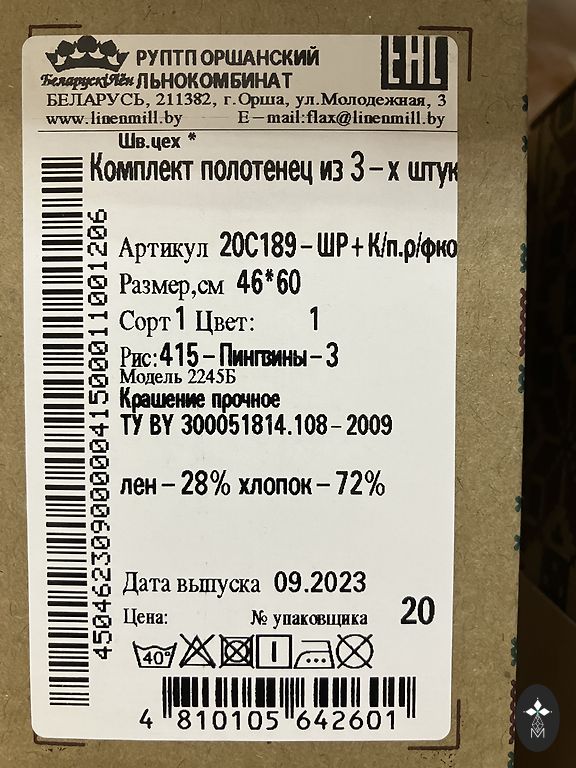 БеларускіЛён
РУПТП ОРШАНСКИЙ
ЛЬНОКОМБИНАТ
EAC
БЕЛАРУСЬ, 211382, г.Орша, ул.Молодежная, 3
www.linenmill.by E-mail:flax@linenmill.by
Шв.цех *
Комплект полотенец из 3-х штук
Артикул 20С189-ШР+К/п.р/фко
Размер,см 46*60
Сорт 1 Цвет: 1
Рис:415-Пингвины-3
Модель 2245Б
Крашение прочное
ТУ BY 300051814.108-2009
лен-28% хлопок-72%
Дата выпуска 09.2023
Цена: № упаковщика 20
40°
4 810105 642601
45046230900000415000011001206